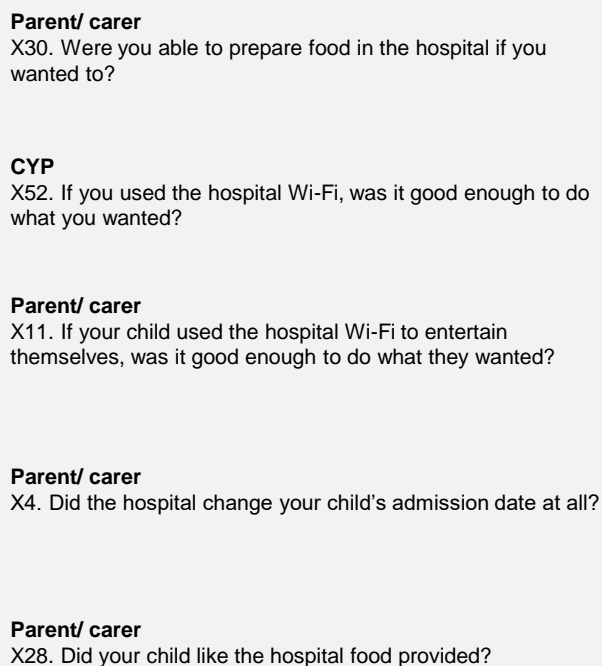 Parent/ carer
X30. Were you able to prepare food in the hospital if you
wanted to?
CYP
X52. If you used the hospital Wi-Fi, was it good enough to do
what you wanted?
Parent/ carer
X11. If your child used the hospital Wi-Fi to entertain
themselves, was it good enough to do what they wanted?
Parent/ carer
X4. Did the hospital change your child’s admission date at all?
Parent/ carer
X28. Did your child like the hospital food provided?